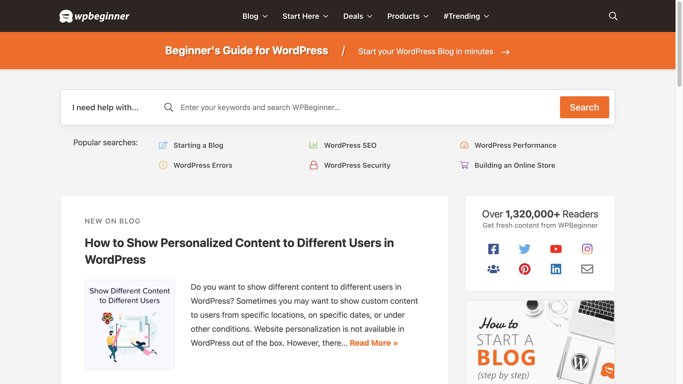 wpbeginner
Blog
Start Here
Deals
Products
#Trending
Beginner's Guide for WordPress / Start your WordPress Blog in minutes →
I need help with...
Enter your keywords and search WPBeginner...
Search
Popular searches:
Starting a Blog
WordPress SEO
WordPress Performance
WordPress Errors
WordPress Security
Building an Online Store
NEW ON BLOG
How to Show Personalized Content to Different Users in
WordPress
Show Different Content
to Different Users
Do you want to show different content to different users in
WordPress? Sometimes you may want to show custom content
to users from specific locations, on specific dates, or under
other conditions. Website personalization is not available in
WordPress out of the box. However, there... Read More »
Over 1,320,000+ Readers
Get fresh content from WPBeginner
How to
START A
BLOG
(step by step)